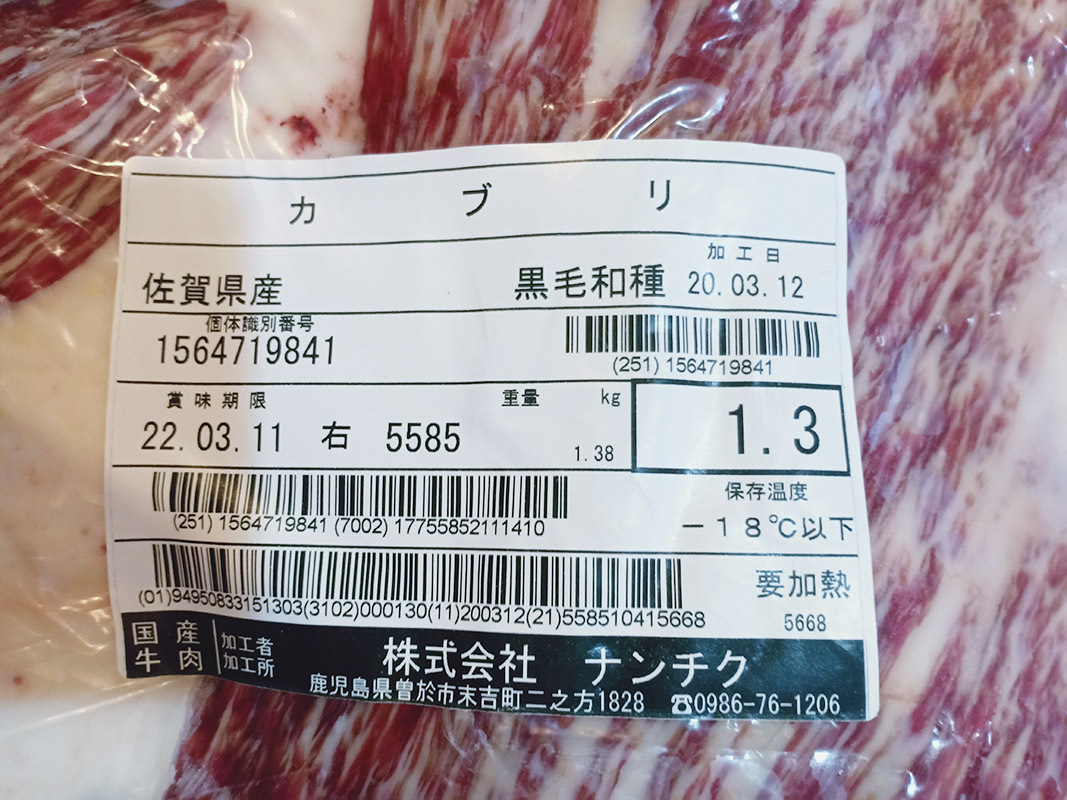 カブリ
加工日
佐賀県産 黒毛和種 20.03.12
個体識別番号
1564719841
(251) 1564719841
賞味期限 重量 kg
22.03.11 右 5585 1.38 1.3
保存温度
(251) 1564719841 (7002) 17755852111410
－18℃以下
要加熱
(01)94950833151303(3102)000130(11)200312(21)558510415668
5668
国産牛肉 加工者 加工所 株式会社 ナンチク
鹿児島県曽於市末吉町二之方1828 ☎0986-76-1206